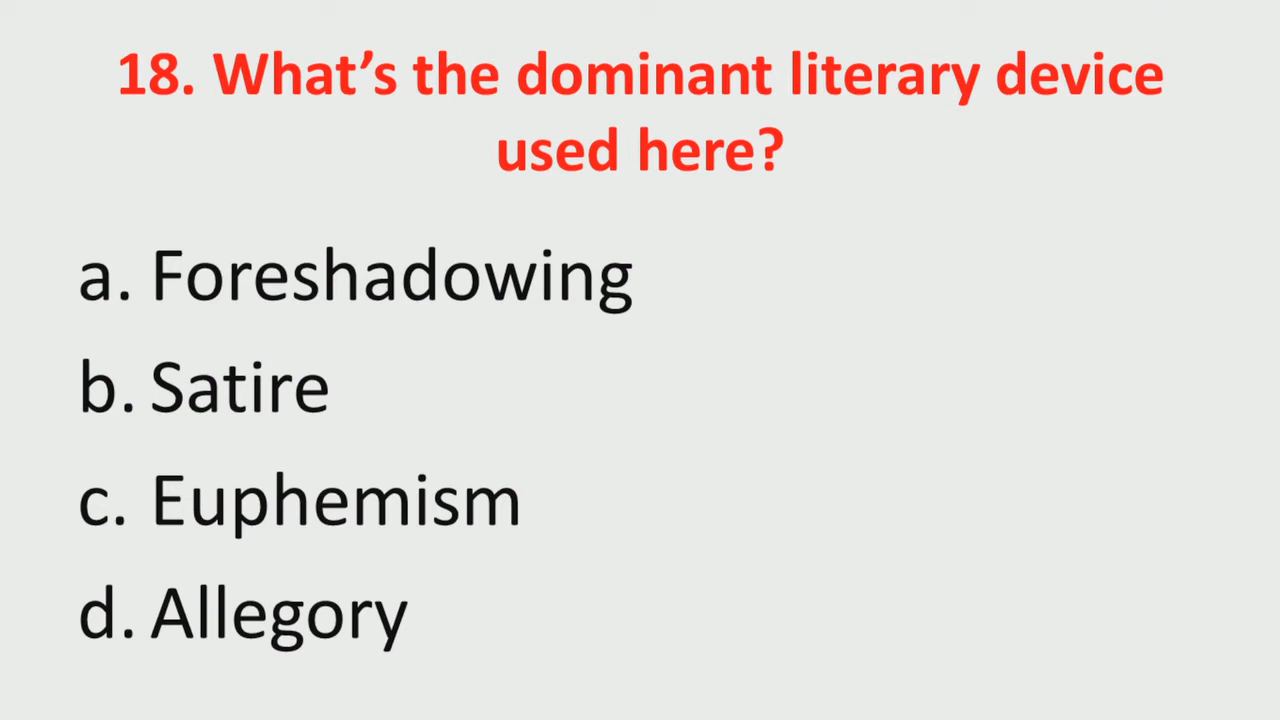 18. What’s the dominant literary device
used here?
a. Foreshadowing
b. Satire
c. Euphemism
d. Allegory